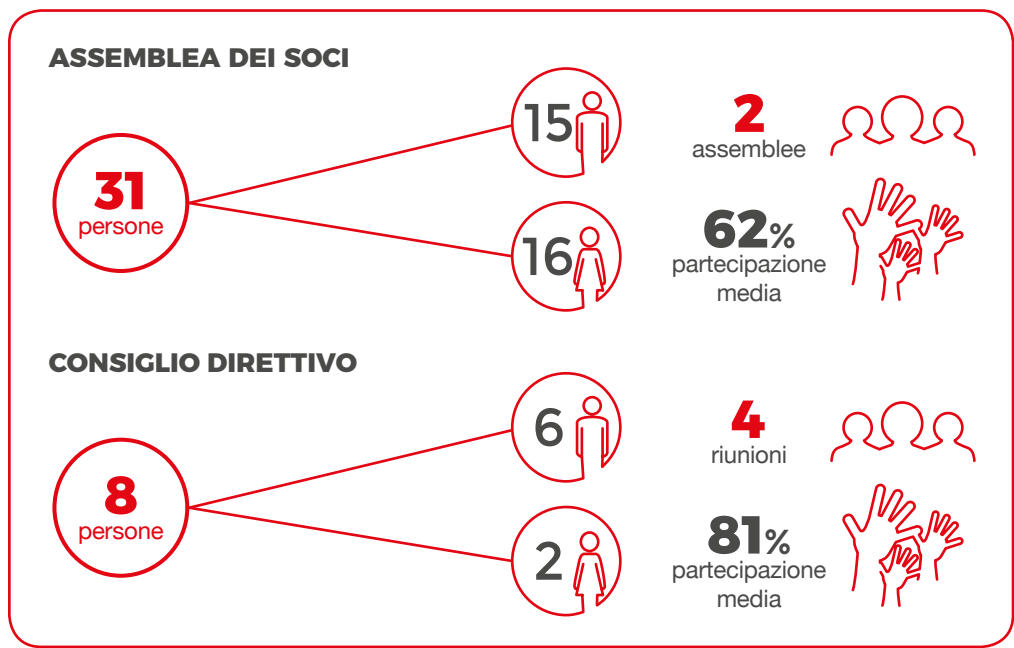 ASSEMBLEA DEI SOCI
31
persone
15
16
2
assemblee
62%
partecipazione
media
CONSIGLIO DIRETTIVO
8
persone
6
2
4
riunioni
81%
partecipazione
media